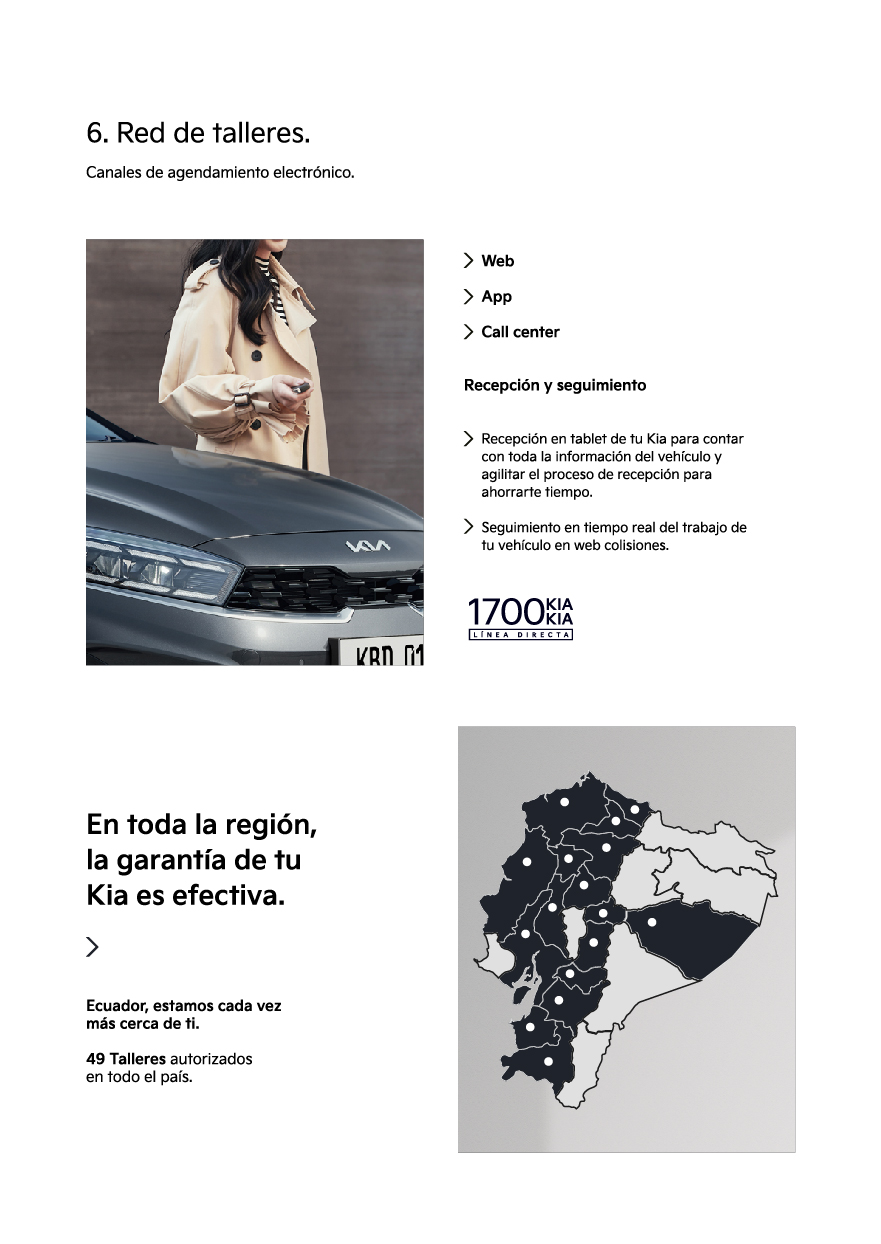 6. Red de talleres.
Canales de agendamiento electrónico.
Web
App
Call center
Recepción y seguimiento
Recepción en tablet de tu Kia para contar
con toda la información del vehículo y
agilitar el proceso de recepción para
ahorrarte tiempo.
Seguimiento en tiempo real del trabajo de
tu vehículo en web colisiones.
KIA
1700 KIA
KIA
LÍNEA DIRECTA
En toda la región,
la garantía de tu
Kia es efectiva.
Ecuador, estamos cada vez
más cerca de ti.
49 Talleres autorizados
en todo el país.